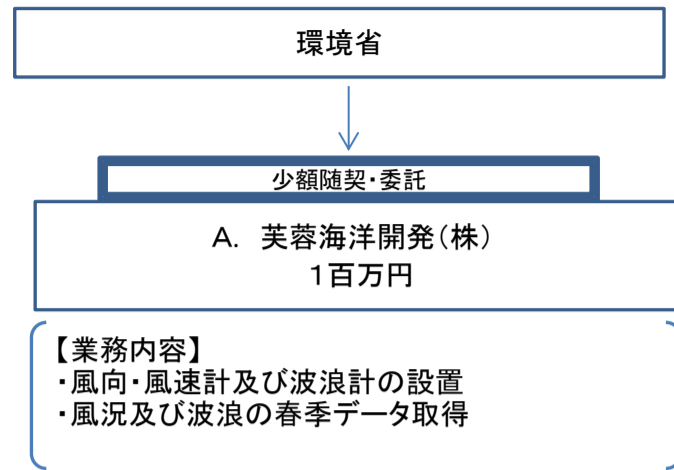 環境省
少額随契・委託
A. 芙蓉海洋開発(株)
1百万円
【業務内容】
・風向・風速計及び波浪計の設置
・風況及び波浪の春季データ取得